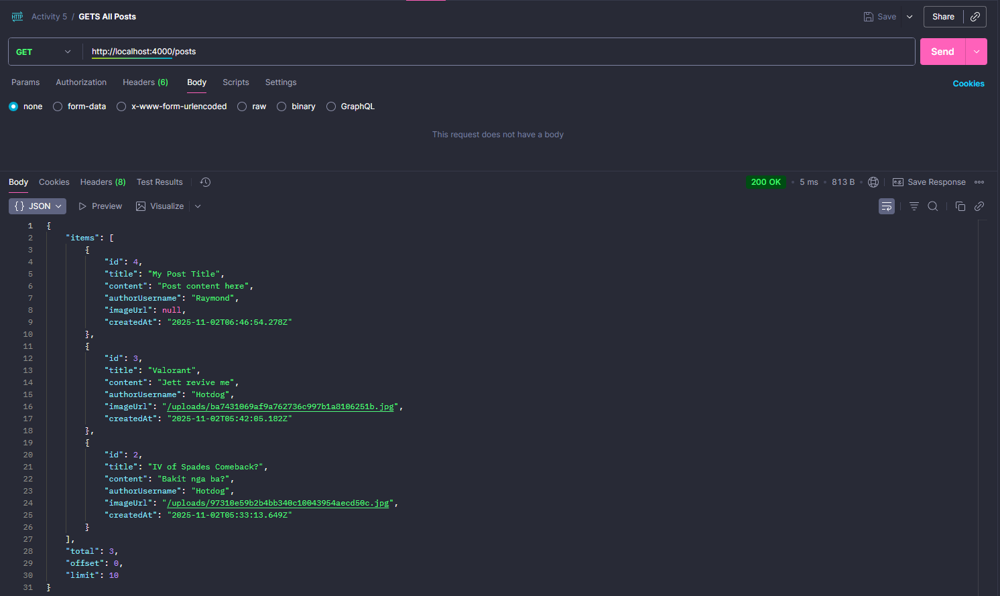 HTTP Activity 5 / GETS All Posts Save Share
GET http://localhost:4000/posts Send
Params Authorization Headers (6) Body Scripts Settings Cookies
none form-data x-www-form-urlencoded raw binary GraphQL
This request does not have a body
Body Cookies Headers (8) Test Results 200 OK • 5 ms • 813 B • e.g. Save Response
{} JSON Preview Visualize
1 {
2 "items": [
3 {
4 "id": 4,
5 "title": "My Post Title",
6 "content": "Post content here",
7 "authorUsername": "Raymond",
8 "imageUrl": null,
9 "createdAt": "2025-11-02T06:46:54.278Z"
10 },
11 {
12 "id": 3,
13 "title": "Valorant",
14 "content": "Jett revive me",
15 "authorUsername": "Hotdog",
16 "imageUrl": "/uploads/ba7431069af9a762736c997b1a8106251b.jpg",
17 "createdAt": "2025-11-02T05:42:05.182Z"
18 },
19 {
20 "id": 2,
21 "title": "IV of Spades Comeback?",
22 "content": "Bakit nga ba?",
23 "authorUsername": "Hotdog",
24 "imageUrl": "/uploads/97310e59b2b4bb340c10043954aecd50c.jpg",
25 "createdAt": "2025-11-02T05:33:13.649Z"
26 }
27 ],
28 "total": 3,
29 "offset": 0,
30 "limit": 10
31 }